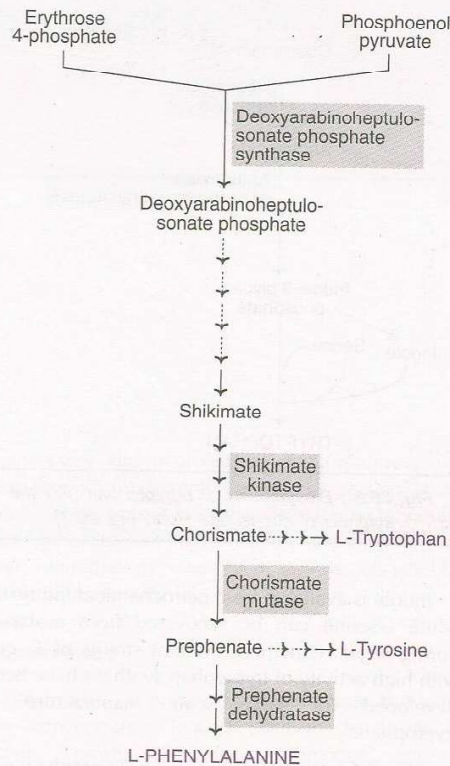 Erythrose
4-phosphate
Phosphoenol
pyruvate
Deoxyarabinoheptulo-
sonate phosphate
synthase
Deoxyarabinoheptulo-
sonate phosphate
Shikimate
Shikimate
kinase
Chorismate
L-Tryptophan
Chorismate
mutase
Prephenate
L-Tyrosine
Prephenate
dehydratase
L-PHENYLALANINE